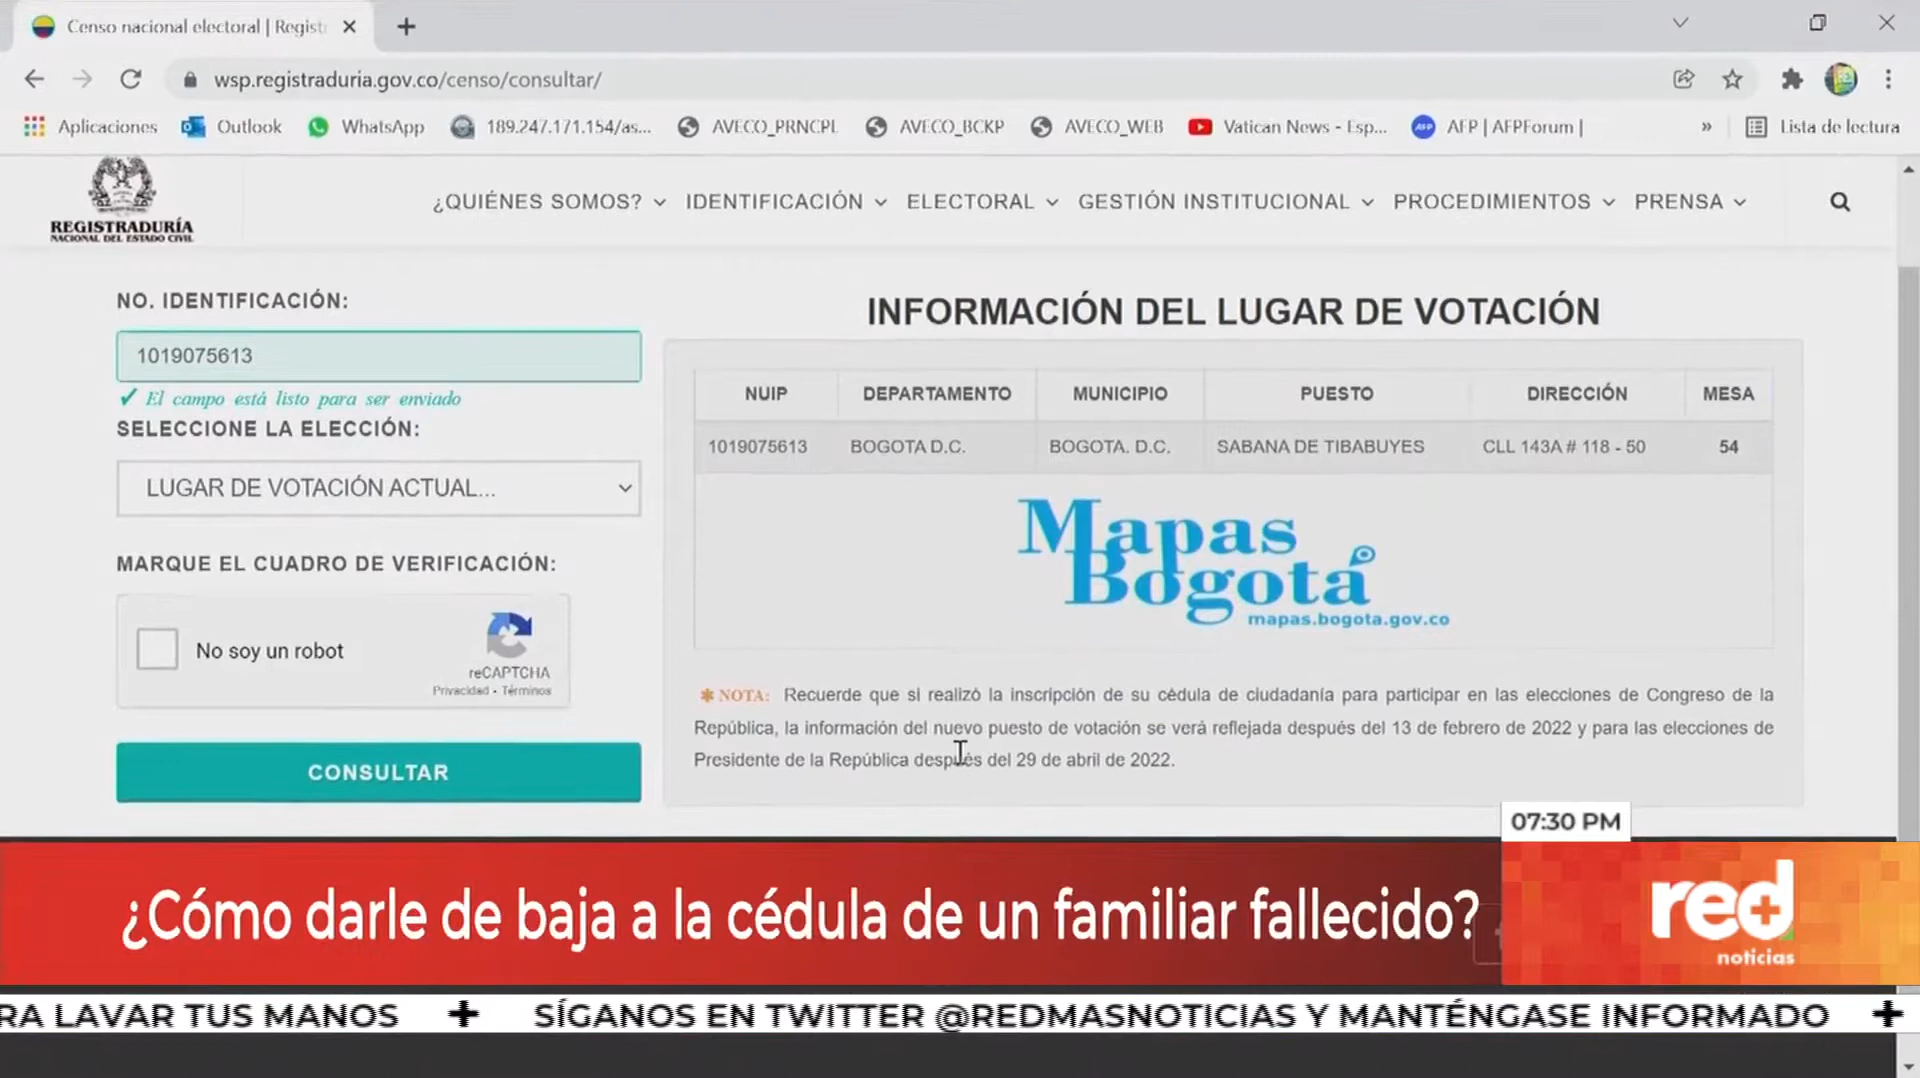 Censo nacional electoral | Regist
wsp.registraduria.gov.co/censo/consultar/
Aplicaciones Outlook WhatsApp 189.247.171.154/as... AVECO_PRNCPL AVECO_BCKP AVECO_WEB Vatican News - Esp... AFP | AFPForum | » Lista de lectura
REGISTRADURÍA
NACIONAL DEL ESTADO CIVIL
¿QUIÉNES SOMOS? IDENTIFICACIÓN ELECTORAL GESTIÓN INSTITUCIONAL PROCEDIMIENTOS PRENSA
NO. IDENTIFICACIÓN:
1019075613
✓ El campo está listo para ser enviado
SELECCIONE LA ELECCIÓN:
LUGAR DE VOTACIÓN ACTUAL...
MARQUE EL CUADRO DE VERIFICACIÓN:
No soy un robot
reCAPTCHA
Privacidad - Términos
CONSULTAR
INFORMACIÓN DEL LUGAR DE VOTACIÓN
NUIP DEPARTAMENTO MUNICIPIO PUESTO DIRECCIÓN MESA
1019075613 BOGOTA D.C. BOGOTA. D.C. SABANA DE TIBABUYES CLL 143A # 118 - 50 54
Mapas
Bogotá
mapas.bogota.gov.co
✱ NOTA: Recuerde que si realizó la inscripción de su cédula de ciudadanía para participar en las elecciones de Congreso de la
República, la información del nuevo puesto de votación se verá reflejada después del 13 de febrero de 2022 y para las elecciones de
Presidente de la República después del 29 de abril de 2022.
07:30 PM
¿Cómo darle de baja a la cédula de un familiar fallecido?
red+
noticias
RA LAVAR TUS MANOS + SÍGANOS EN TWITTER @REDMASNOTICIAS Y MANTÉNGASE INFORMADO +